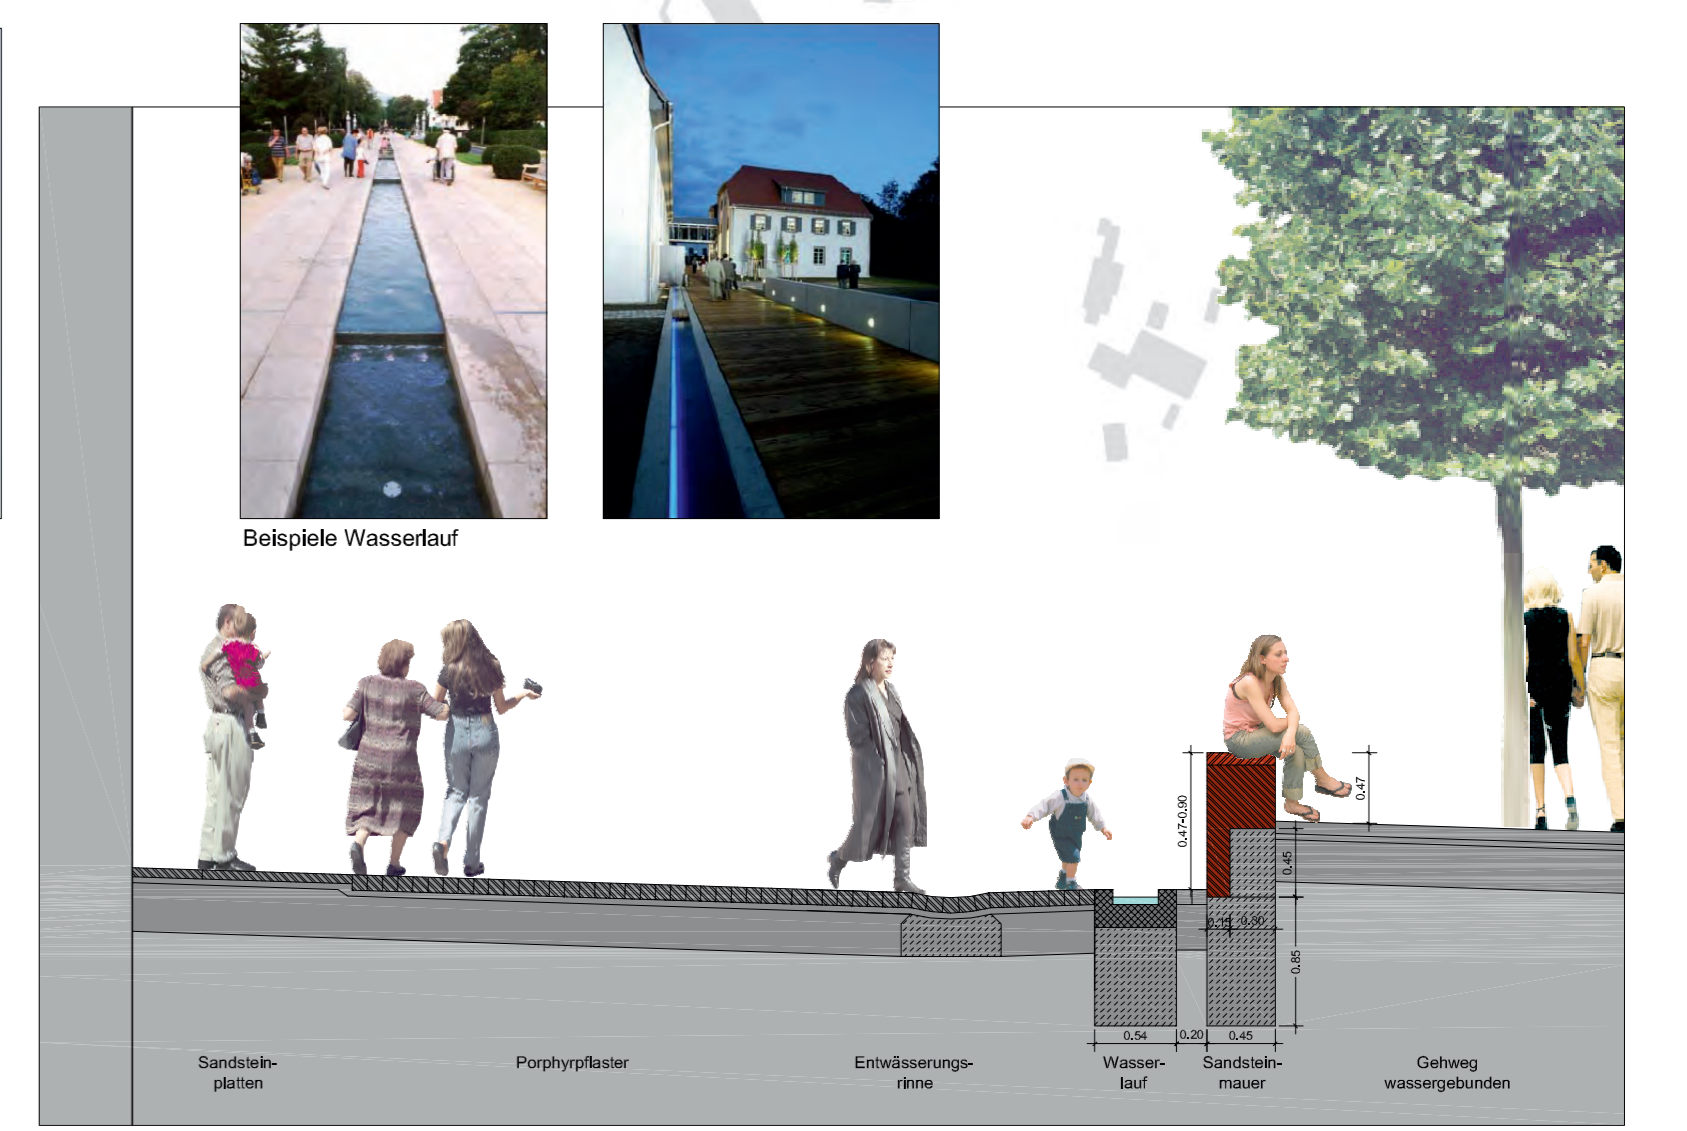 Beispiele Wasserlauf
0.47-0.90
0.47
0.45
0.15
0.30
0.85
0.54
0.20
0.45
Sandstein-
platten
Porphyrpflaster
Entwässerungs-
rinne
Wasser-
lauf
Sandstein-
mauer
Gehweg
wassergebunden